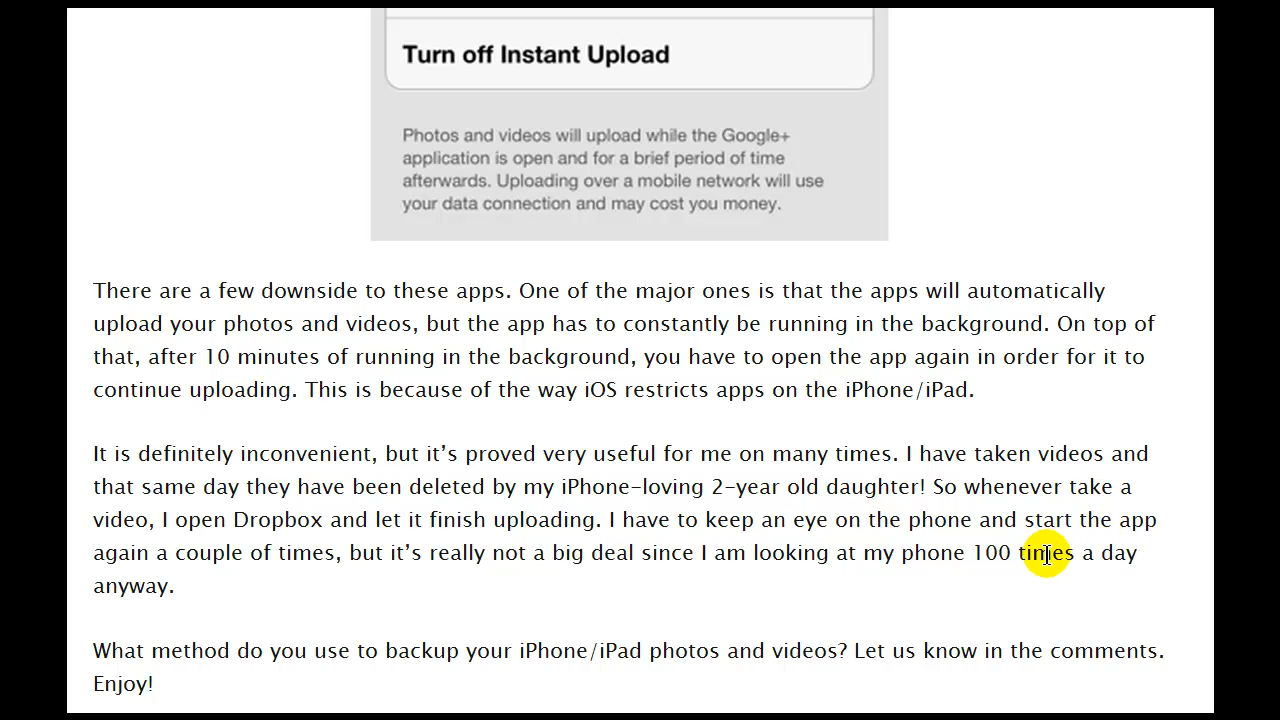 Turn off Instant Upload
Photos and videos will upload while the Google+
application is open and for a brief period of time
afterwards. Uploading over a mobile network will use
your data connection and may cost you money.
There are a few downside to these apps. One of the major ones is that the apps will automatically
upload your photos and videos, but the app has to constantly be running in the background. On top of
that, after 10 minutes of running in the background, you have to open the app again in order for it to
continue uploading. This is because of the way iOS restricts apps on the iPhone/iPad.
It is definitely inconvenient, but it’s proved very useful for me on many times. I have taken videos and
that same day they have been deleted by my iPhone-loving 2-year old daughter! So whenever take a
video, I open Dropbox and let it finish uploading. I have to keep an eye on the phone and start the app
again a couple of times, but it’s really not a big deal since I am looking at my phone 100 times a day
anyway.
What method do you use to backup your iPhone/iPad photos and videos? Let us know in the comments.
Enjoy!